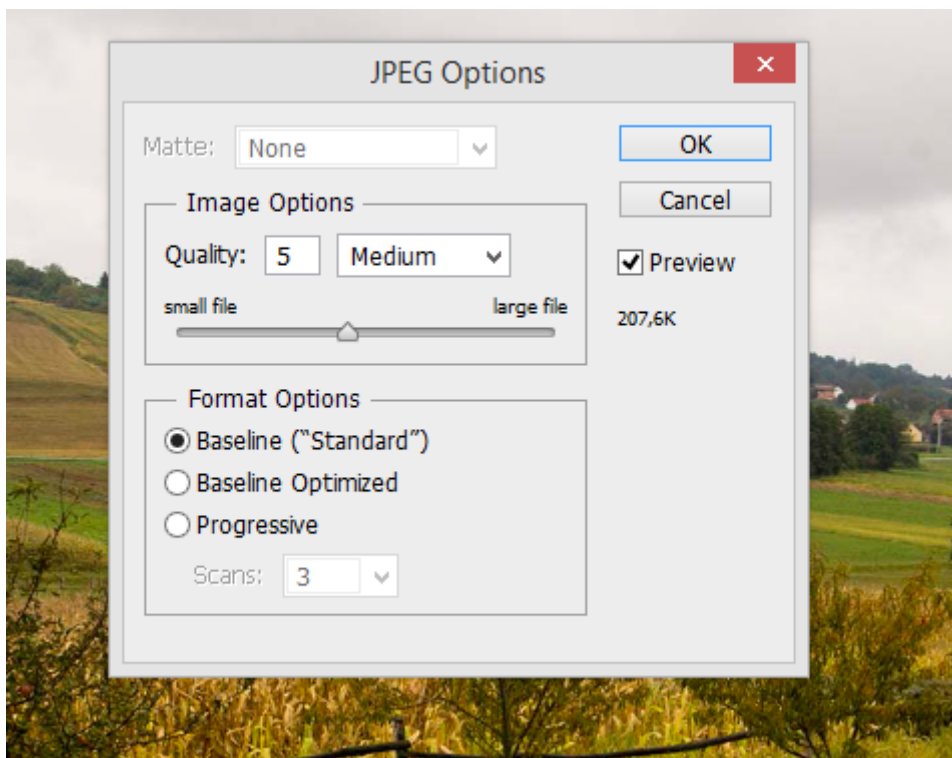 JPEG Options
Matte: None
OK
Cancel
Image Options
Quality: 5 Medium
Preview
small file large file
207,6K
Format Options
Baseline (“Standard”)
Baseline Optimized
Progressive
Scans: 3